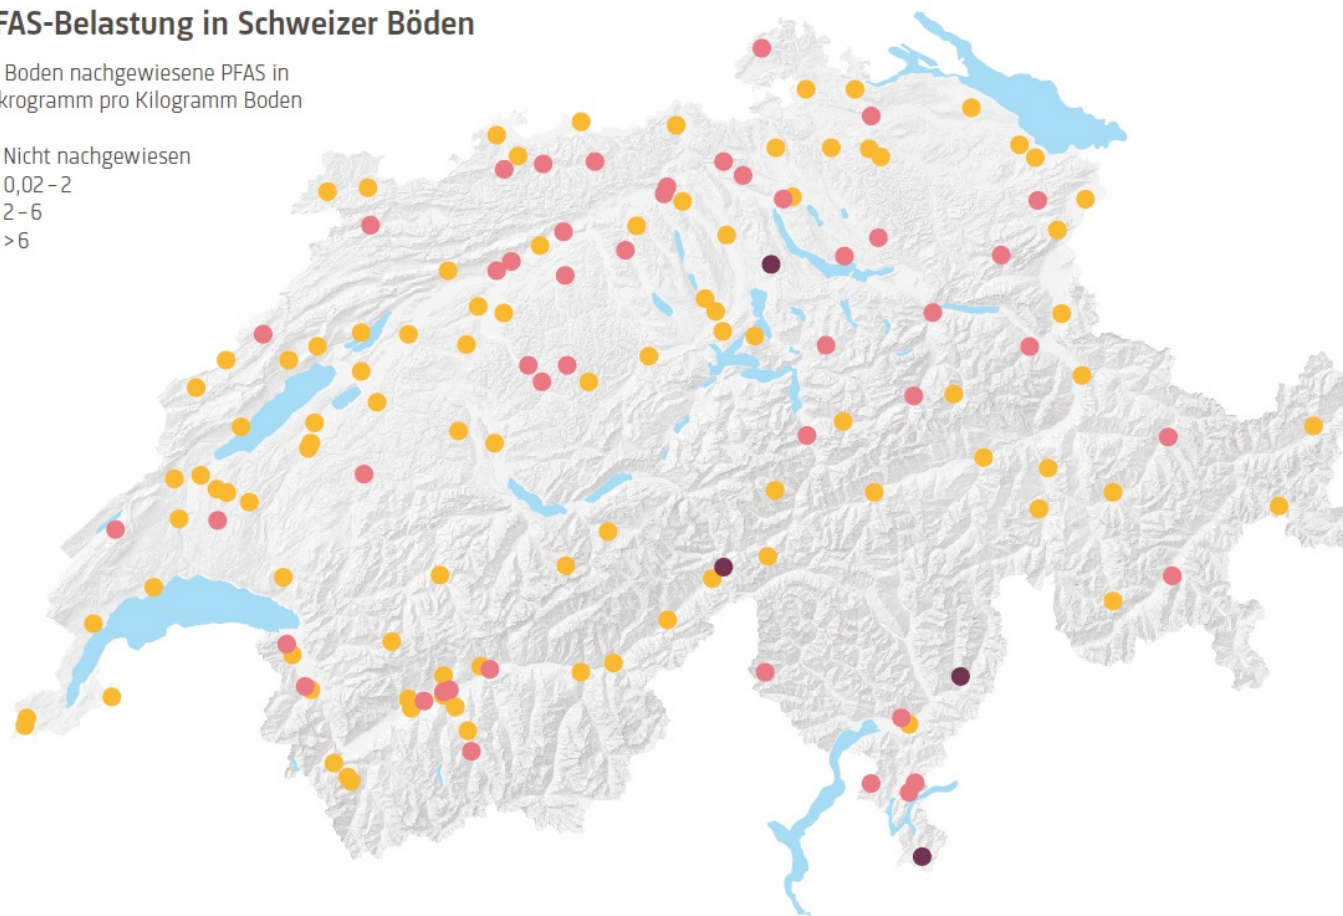 FAS-Belastung in Schweizer Böden
Boden nachgewiesene PFAS in
krogramm pro Kilogramm Boden
Nicht nachgewiesen
0,02 – 2
2 – 6
> 6